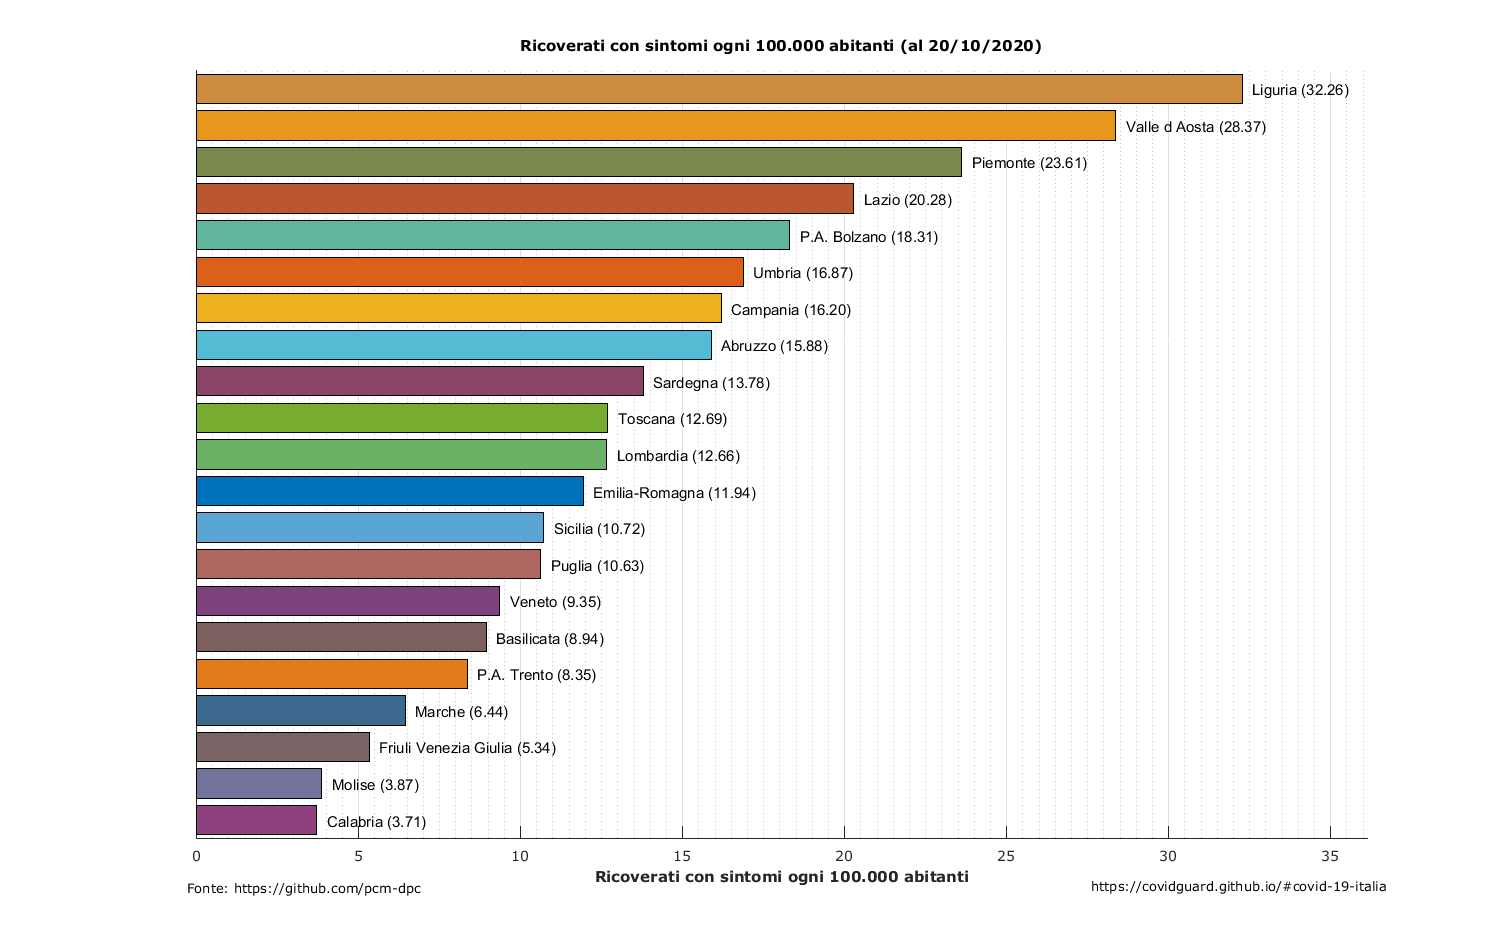 Ricoverati con sintomi ogni 100.000 abitanti (al 20/10/2020)
Liguria (32.26)
Valle d Aosta (28.37)
Piemonte (23.61)
Lazio (20.28)
P.A. Bolzano (18.31)
Umbria (16.87)
Campania (16.20)
Abruzzo (15.88)
Sardegna (13.78)
Toscana (12.69)
Lombardia (12.66)
Emilia-Romagna (11.94)
Sicilia (10.72)
Puglia (10.63)
Veneto (9.35)
Basilicata (8.94)
P.A. Trento (8.35)
Marche (6.44)
Friuli Venezia Giulia (5.34)
Molise (3.87)
Calabria (3.71)
0 5 10 15 20 25 30 35
Ricoverati con sintomi ogni 100.000 abitanti
Fonte: https://github.com/pcm-dpc
https://covidguard.github.io/#covid-19-italia